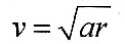 v = √ar